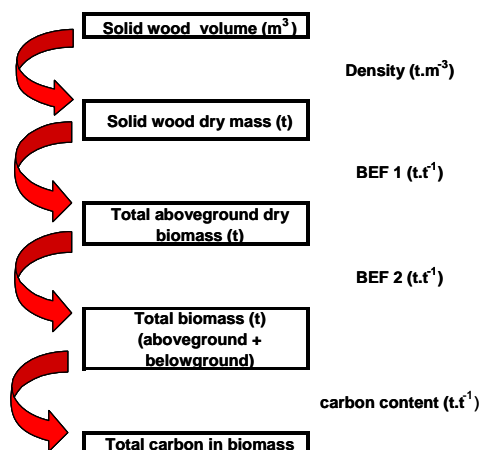 Solid wood volume (m³)
Density (t.m⁻³)
Solid wood dry mass (t)
BEF 1 (t.t⁻¹)
Total aboveground dry
biomass (t)
BEF 2 (t.t⁻¹)
Total biomass (t)
(aboveground +
belowground)
carbon content (t.t⁻¹)
Total carbon in biomass